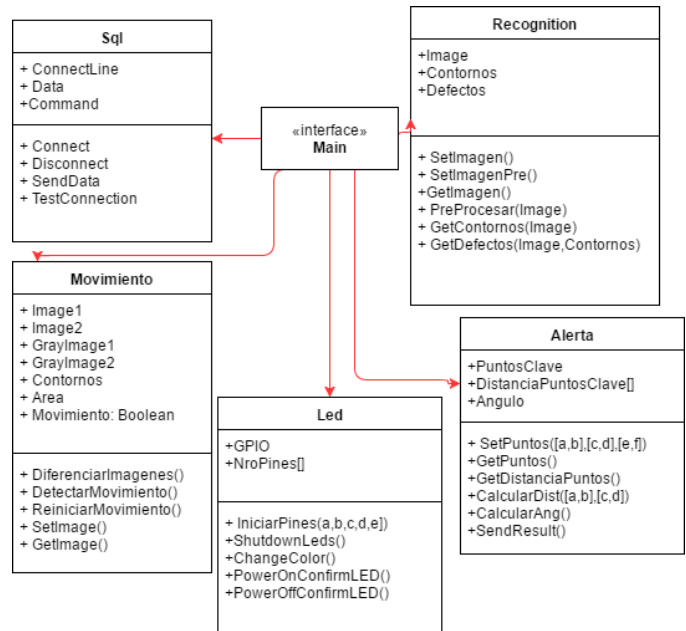 Sql
+ ConnectLine
+ Data
+Command
+ Connect
+ Disconnect
+ SendData
+ TestConnection
«interface»
Main
Recognition
+Image
+Contornos
+Defectos
+ SetImagen()
+ SetImagenPre()
+GetImagen()
+ PreProcesar(Image)
+ GetContornos(Image)
+ GetDefectos(Image,Contornos)
Movimiento
+ Image1
+ Image2
+ GrayImage1
+ GrayImage2
+ Contornos
+ Area
+ Movimiento: Boolean
+ DiferenciarImagenes()
+ DetectarMovimiento()
+ ReiniciarMovimiento()
+ SetImage()
+ GetImage()
Led
+GPIO
+ NroPines[]
+ IniciarPines(a,b,c,d,e])
+ShutdownLeds()
+ChangeColor()
+PowerOnConfirmLED()
+PowerOffConfirmLED()
Alerta
+PuntosClave
+DistanciaPuntosClave[]
+Angulo
+ SetPuntos([a,b],[c,d],[e,f])
+GetPuntos()
+GetDistanciaPuntos()
+CalcularDist([a,b],[c,d])
+CalcularAng()
+SendResult()